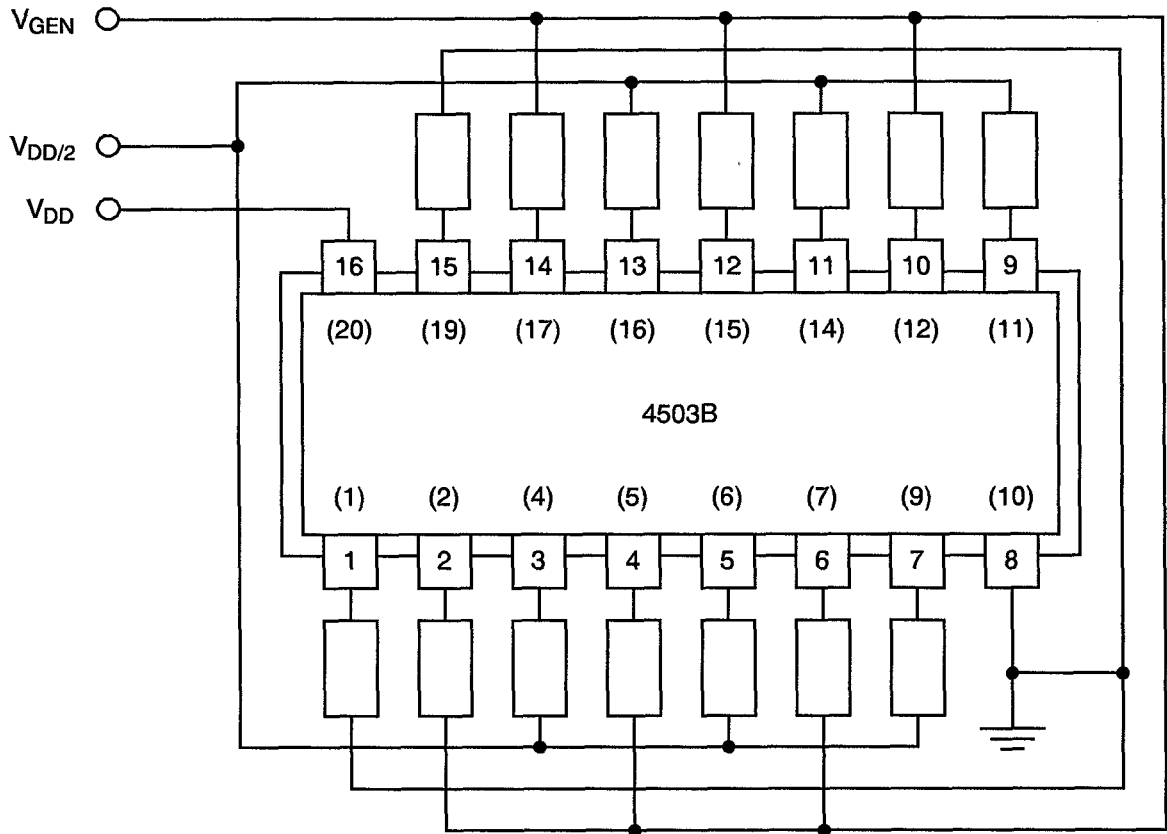 VGEN
VDD/2
VDD
16 15 14 13 12 11 10 9
(20) (19) (17) (16) (15) (14) (12) (11)
4503B
(1) (2) (4) (5) (6) (7) (9) (10)
1 2 3 4 5 6 7 8